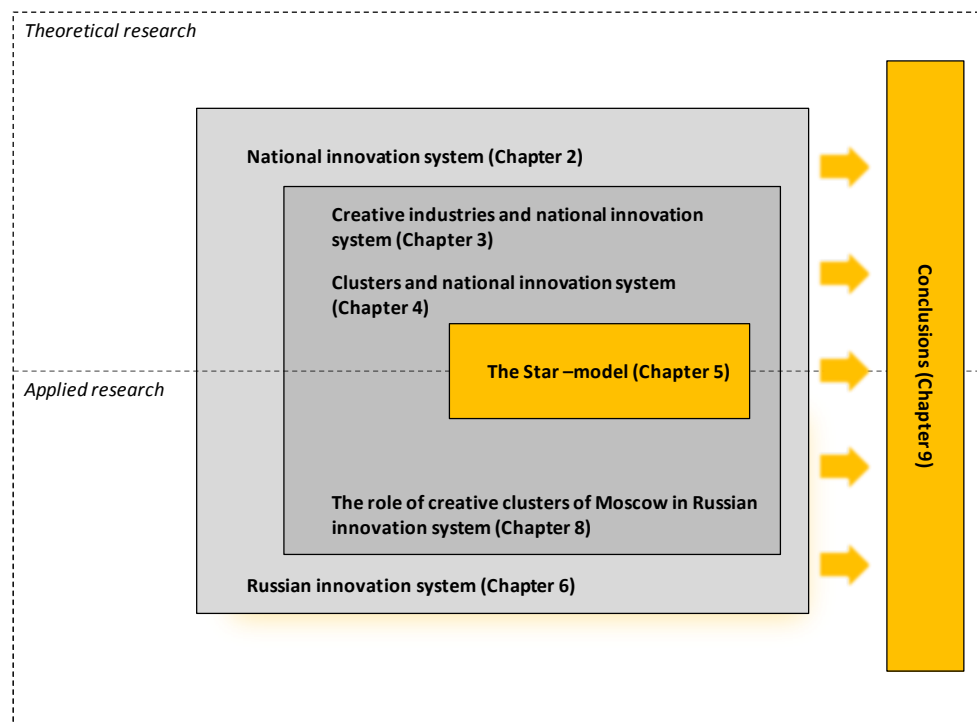 Theoretical research
National innovation system (Chapter 2)
Creative industries and national innovation
system (Chapter 3)
Clusters and national innovation system
(Chapter 4)
The Star –model (Chapter 5)
Applied research
The role of creative clusters of Moscow in Russian
innovation system (Chapter 8)
Russian innovation system (Chapter 6)
Conclusions (Chapter 9)